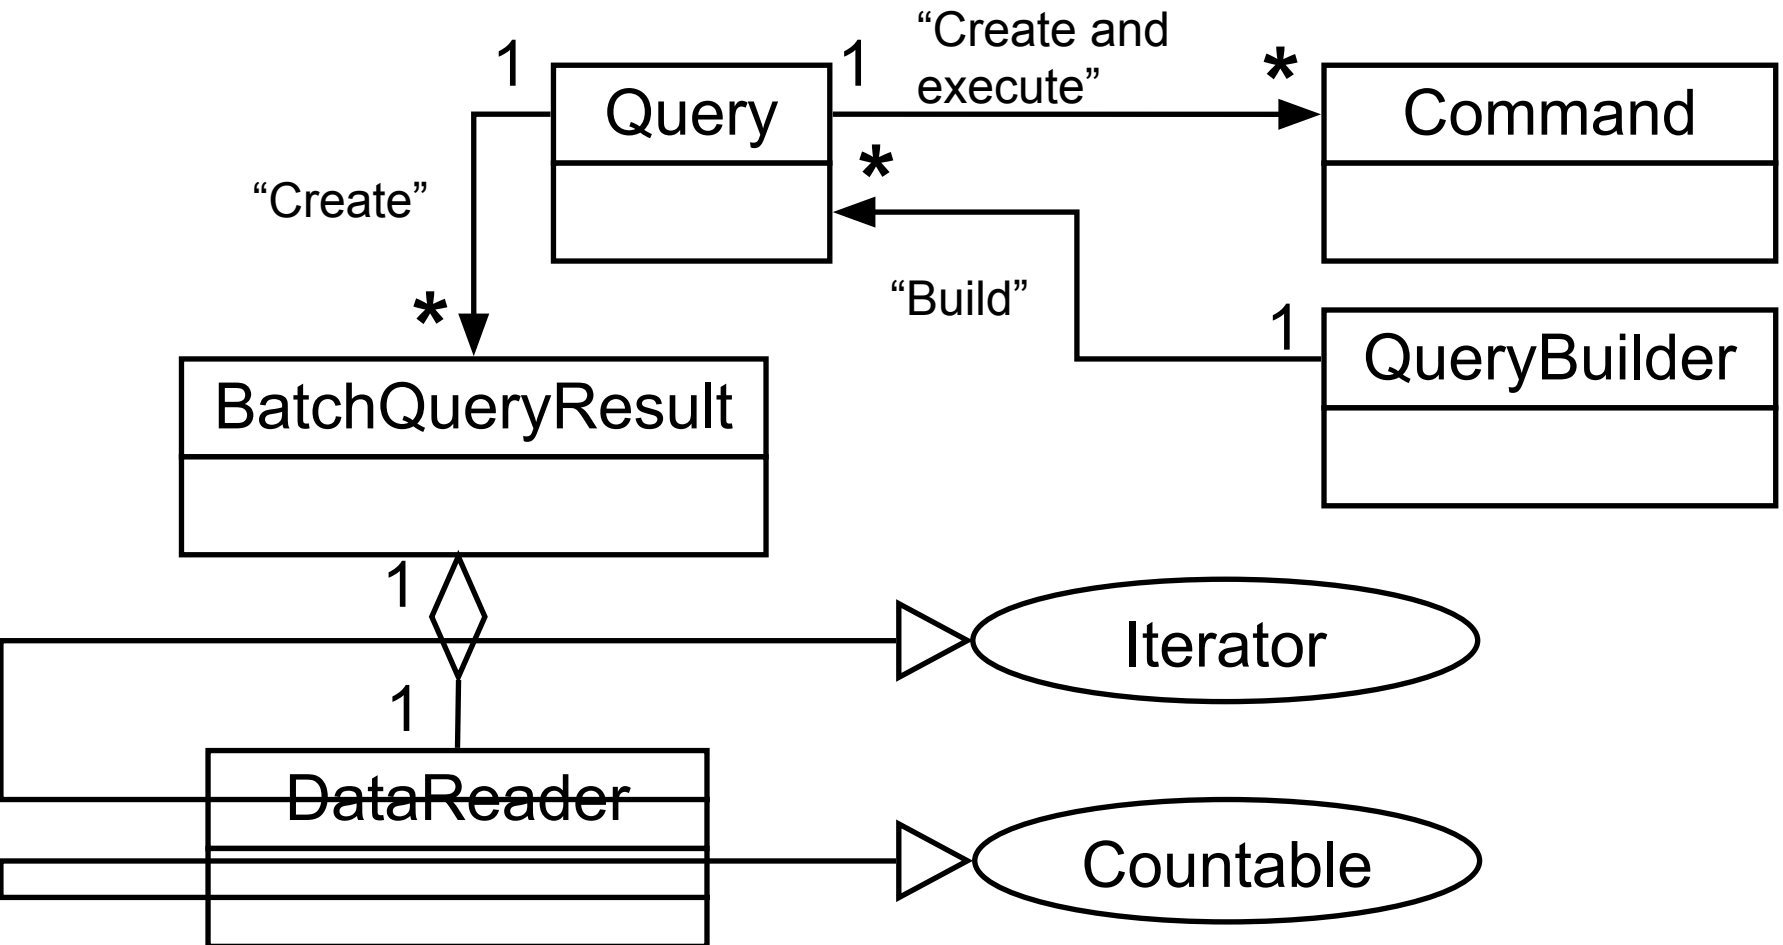 1
Query
1
“Create and
execute”
*
Command
*
“Create”
“Build”
*
1
QueryBuilder
BatchQueryResult
1
Iterator
1
DataReader
Countable